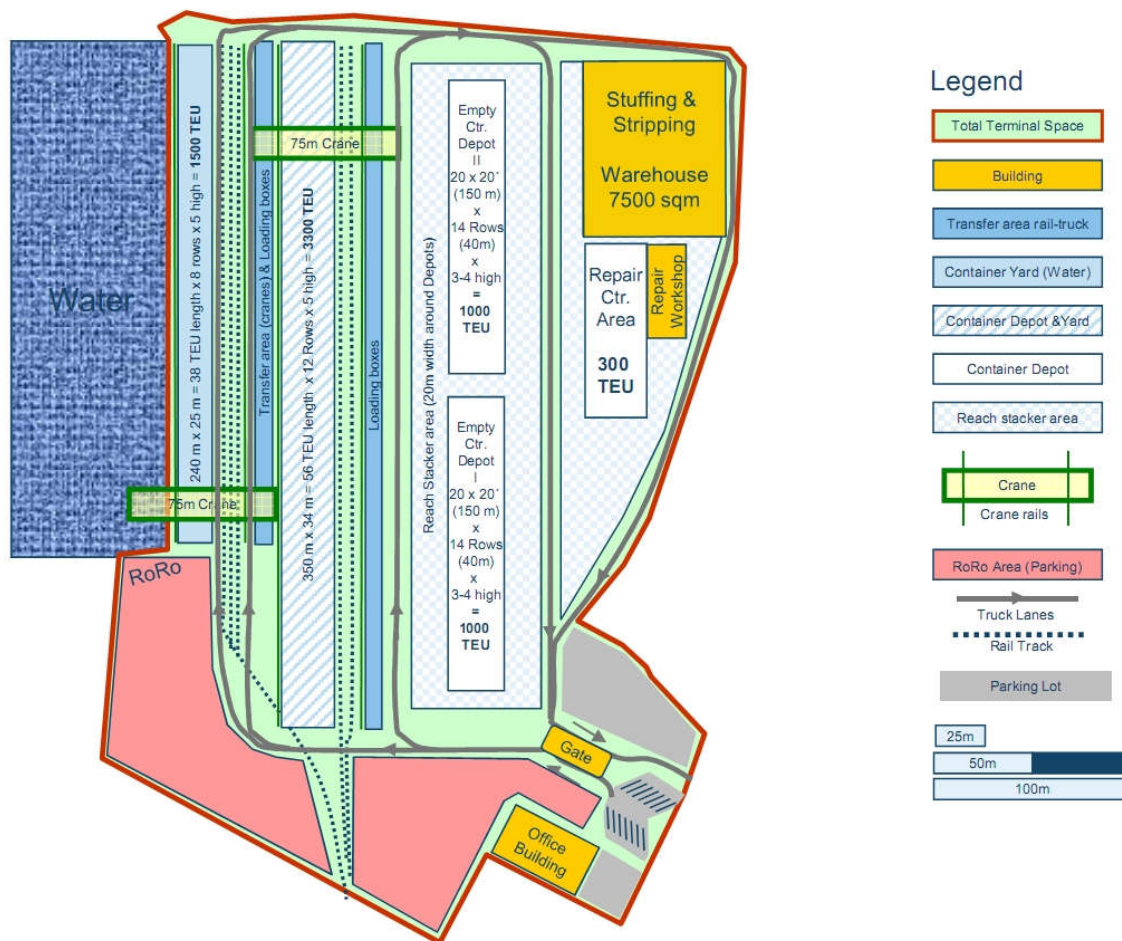 Water
240 m x 25 m = 38 TEU length x 8 rows x 5 high = 1500 TEU
75m Crane
Transfer area (cranes) & Loading boxes
350 m x 34 m = 56 TEU length x 12 Rows x 5 high = 3300 TEU
75m Crane
Loading boxes
Reach Stacker area (20m width around Depots)
Empty
Ctr.
Depot
II
20 x 20´
(150 m)
x
14 Rows
(40m)
x
3-4 high
=
1000
TEU
Empty
Ctr.
Depot
I
20 x 20´
(150 m)
x
14 Rows
(40m)
x
3-4 high
=
1000
TEU
Stuffing &
Stripping
Warehouse
7500 sqm
Repair
Ctr.
Area
300
TEU
Repair
Workshop
RoRo
Gate
Office
Building
Legend
Total Terminal Space
Building
Transfer area rail-truck
Container Yard (Water)
Container Depot &Yard
Container Depot
Reach stacker area
Crane
Crane rails
RoRo Area (Parking)
Truck Lanes
Rail Track
Parking Lot
25m
50m
100m